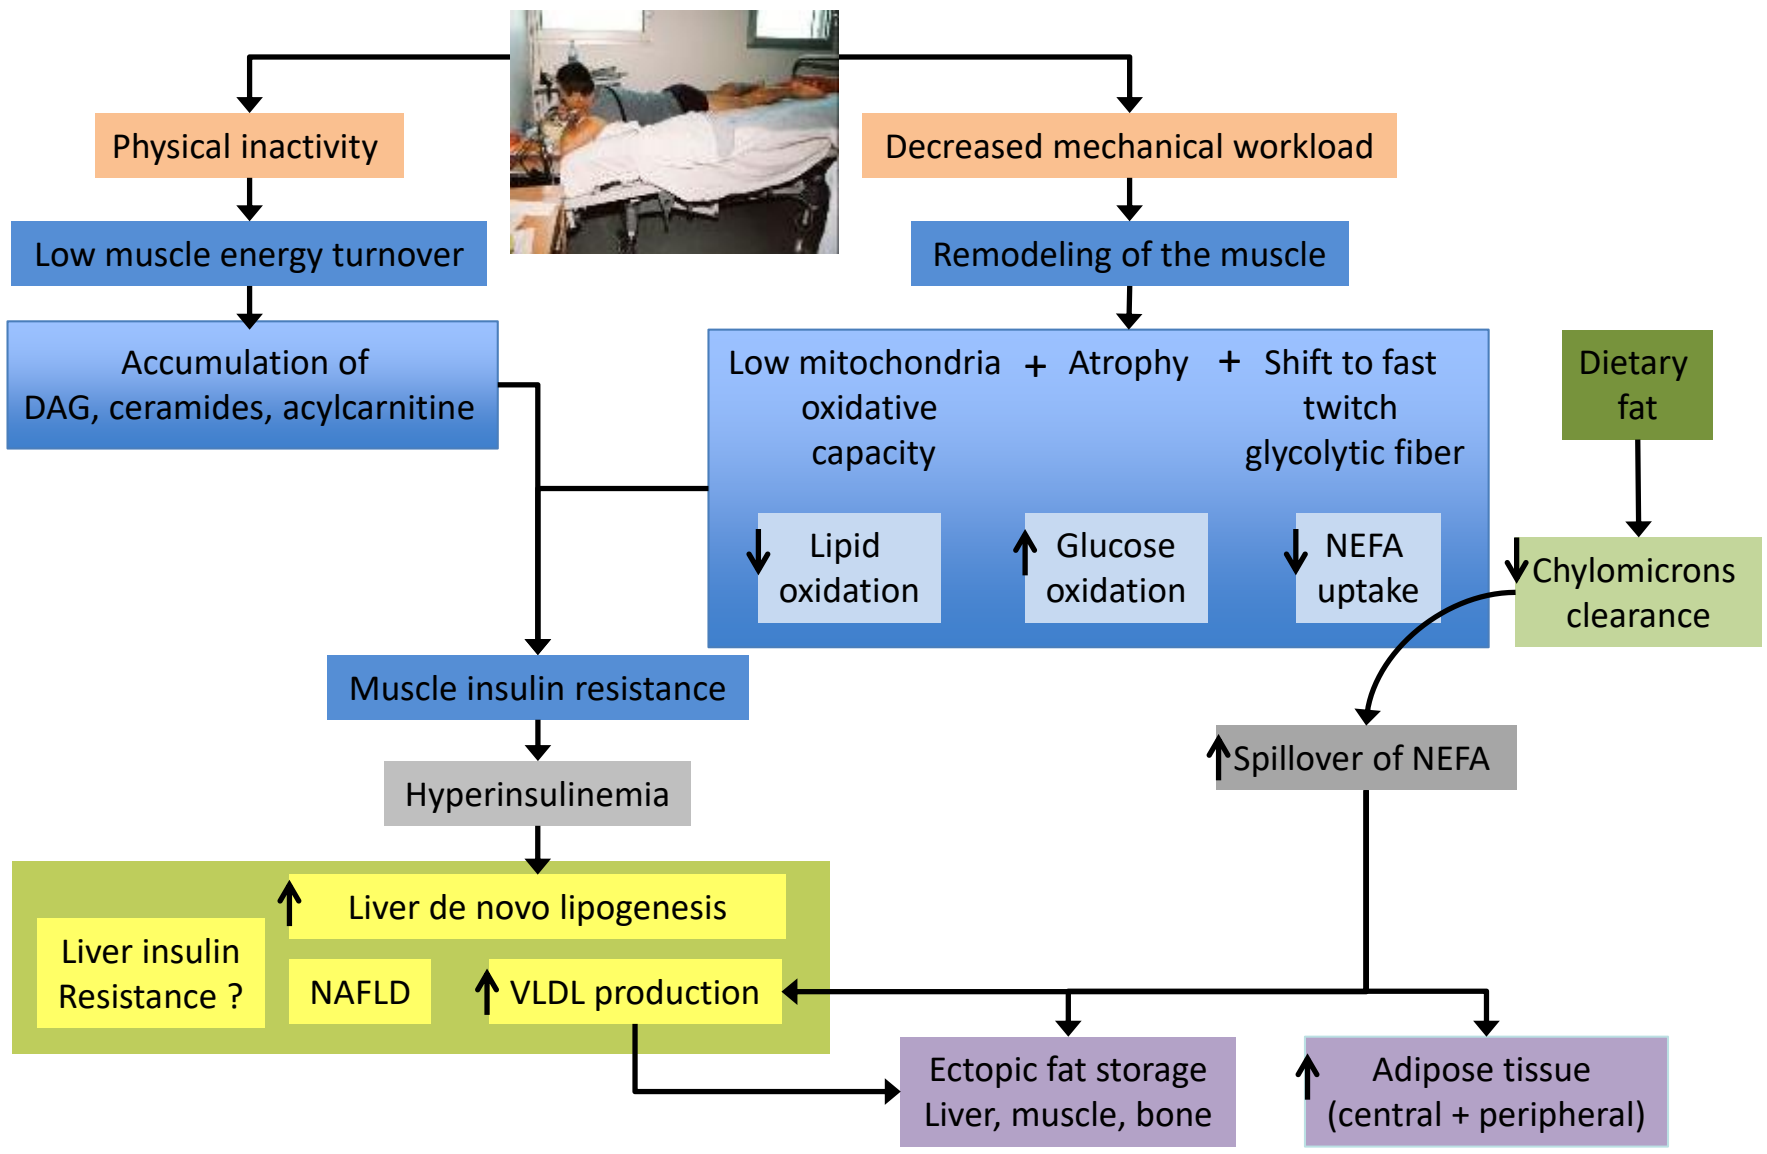 Physical inactivity
Decreased mechanical workload
Low muscle energy turnover
Remodeling of the muscle
Accumulation of
DAG, ceramides, acylcarnitine
Low mitochondria
oxidative
capacity
+
Atrophy
+
Shift to fast
twitch
glycolytic fiber
Dietary
fat
Lipid
oxidation
Glucose
oxidation
NEFA
uptake
Chylomicrons
clearance
Muscle insulin resistance
Spillover of NEFA
Hyperinsulinemia
Liver de novo lipogenesis
Liver insulin
Resistance ?
NAFLD
VLDL production
Ectopic fat storage
Liver, muscle, bone
Adipose tissue
(central + peripheral)